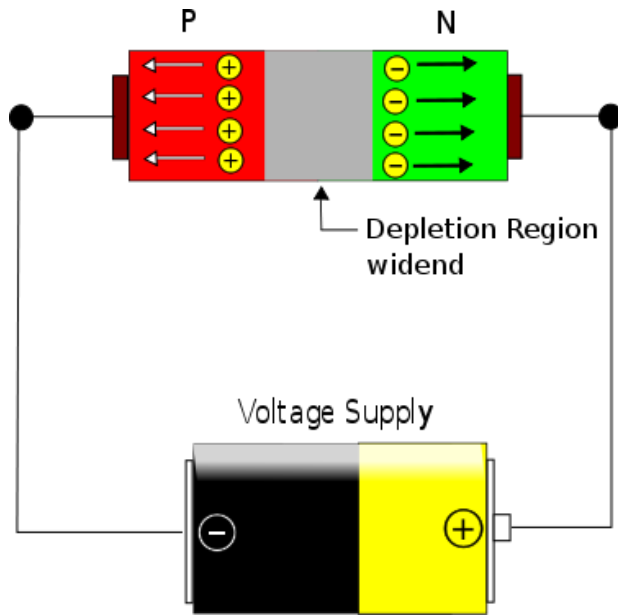 P N
+ -
+ -
+ -
+ -
Depletion Region
widend
Voltage Supply
- +